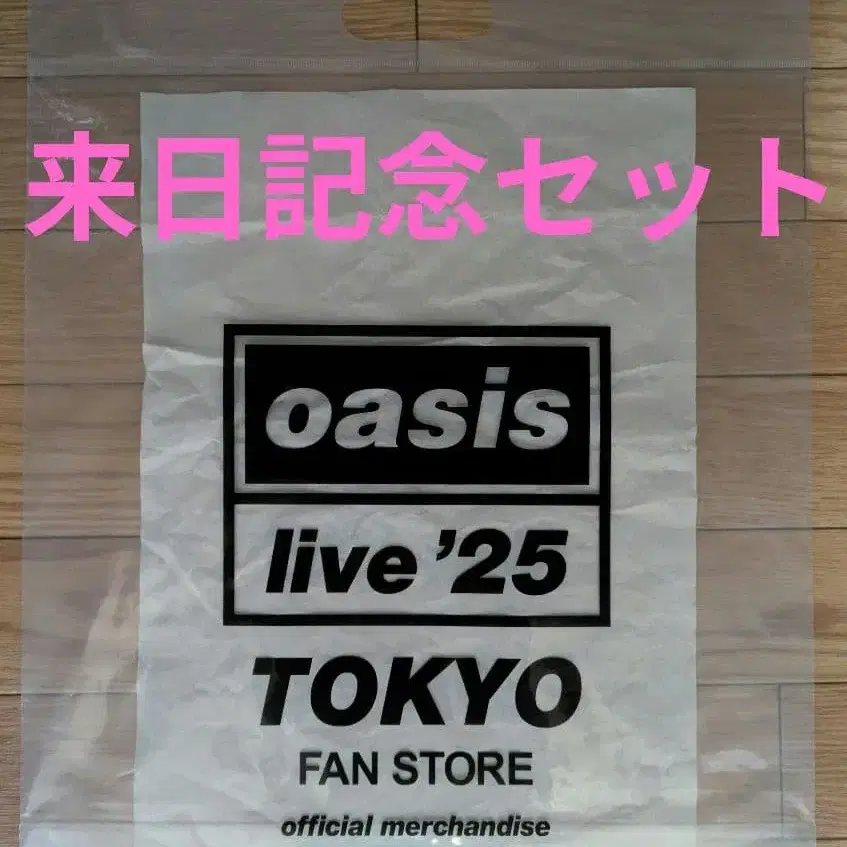 来日記念セット
oasis
live '25
TOKYO
FAN STORE
official merchandise